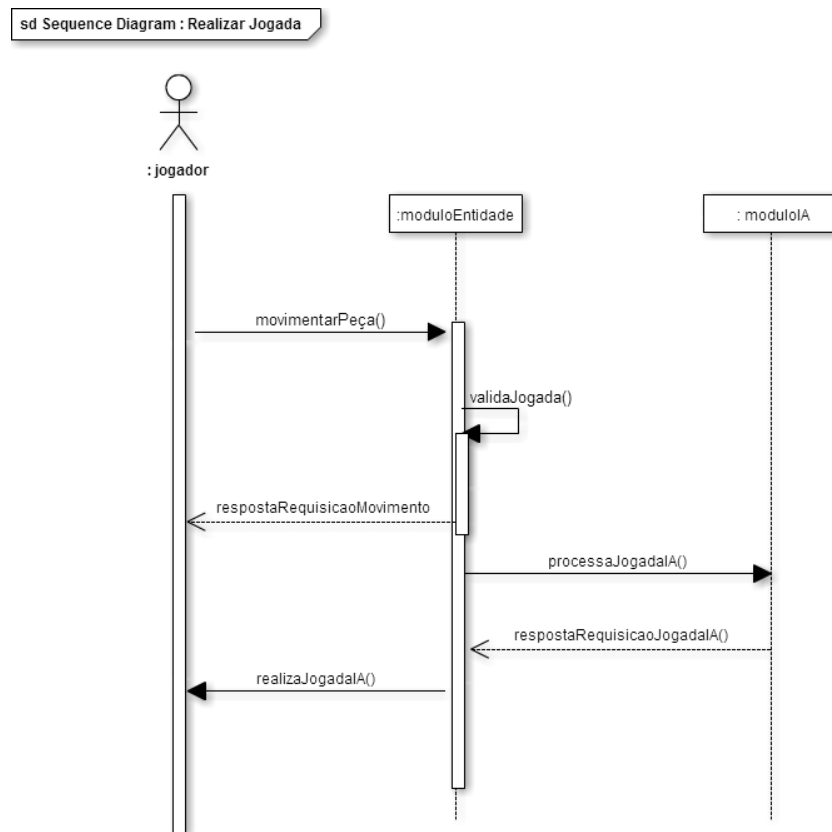 sd Sequence Diagram : Realizar Jogada
: jogador
:moduloEntidade
: moduloIA
movimentarPeça()
validaJogada()
respostaRequisicaoMovimento
processaJogadaIA()
respostaRequisicaoJogadaIA()
realizaJogadaIA()